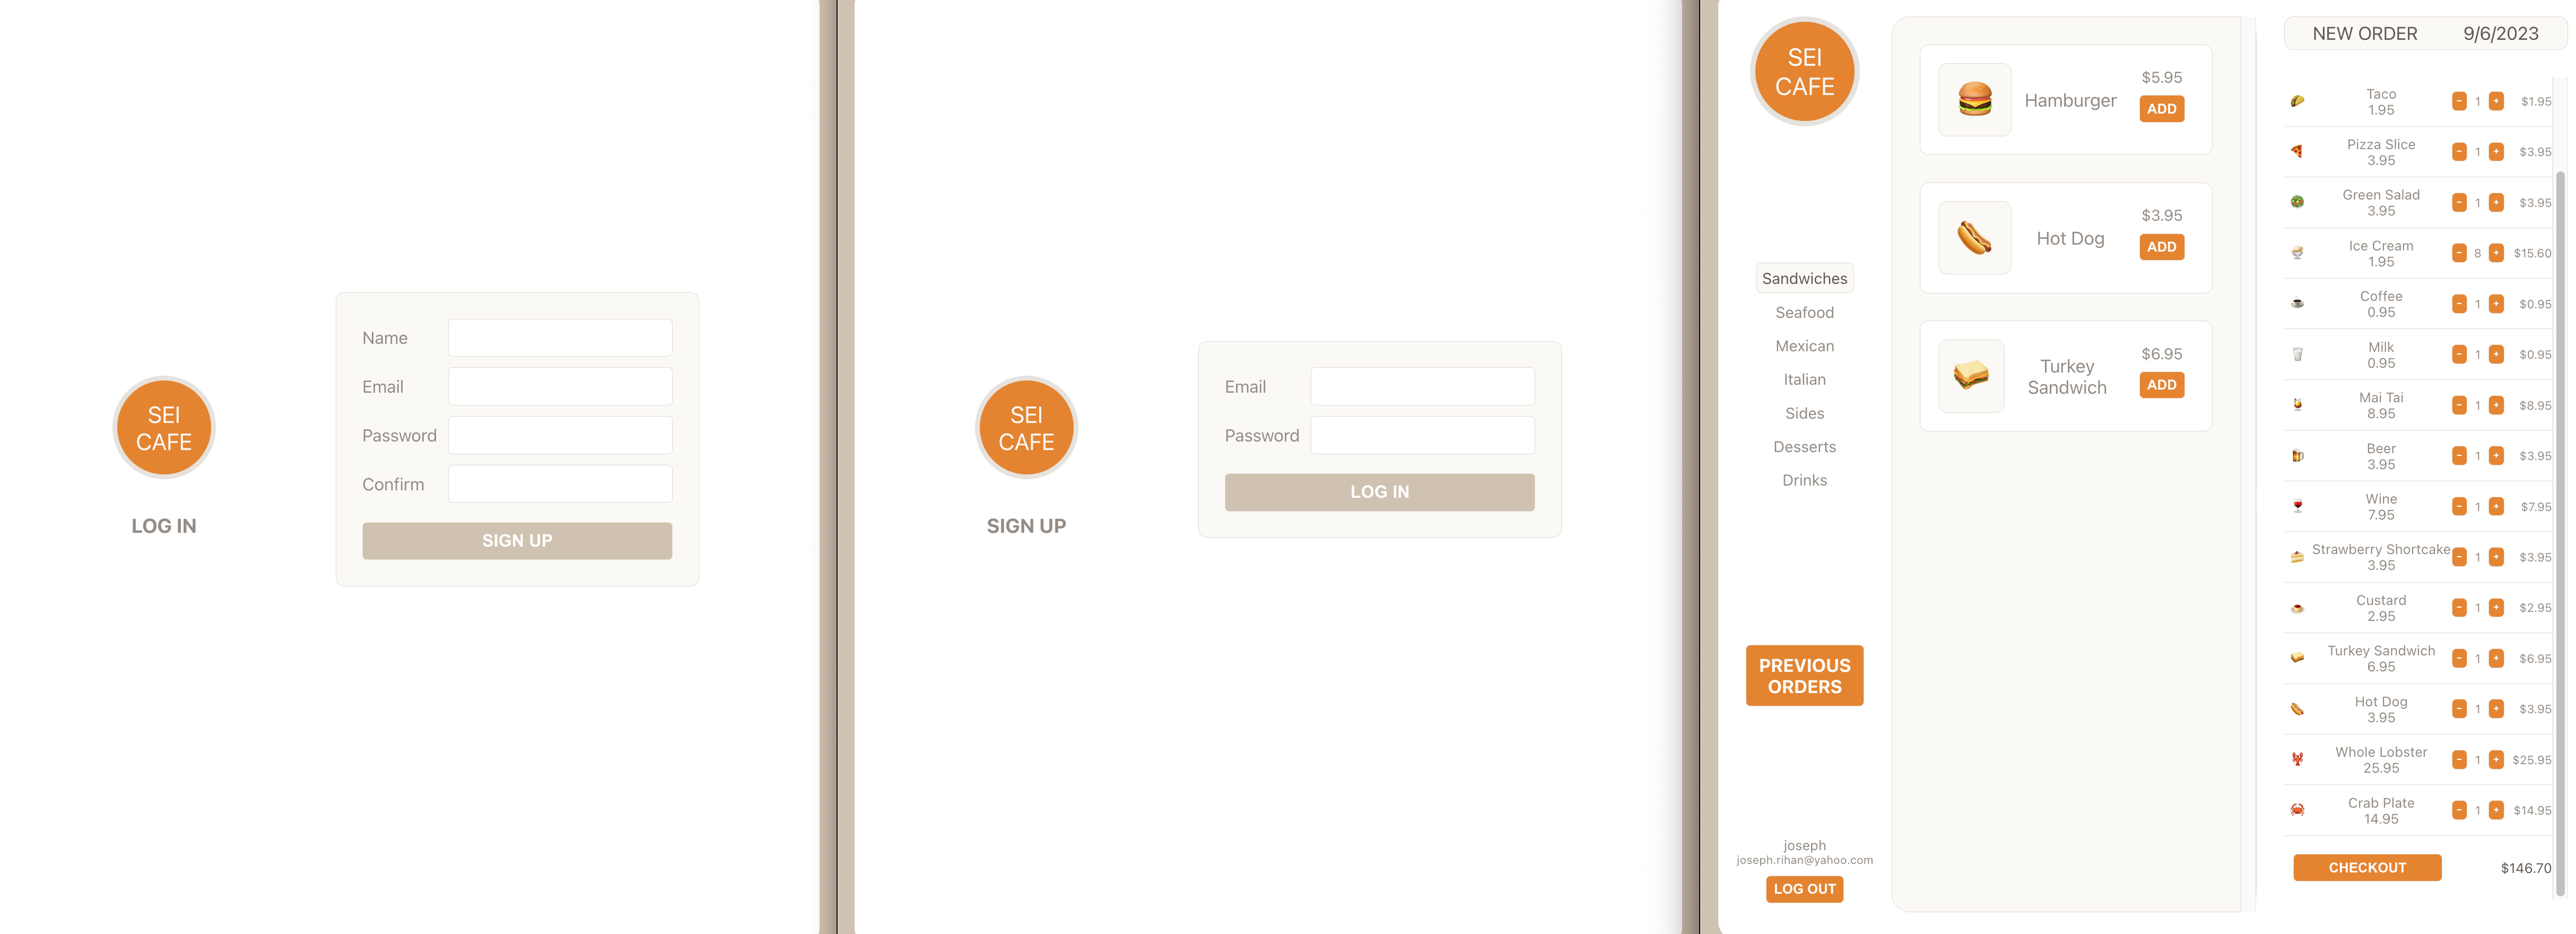 SEI
CAFE
LOG IN
Name
Email
Password
Confirm
SIGN UP
SEI
CAFE
SIGN UP
Email
Password
LOG IN
SEI
CAFE
Sandwiches
Seafood
Mexican
Italian
Sides
Desserts
Drinks
PREVIOUS
ORDERS
joseph
joseph.rihan@yahoo.com
LOG OUT
Hamburger
$5.95
ADD
Hot Dog
$3.95
ADD
Turkey
Sandwich
$6.95
ADD
NEW ORDER 9/6/2023
Taco
1.95
- 1 + $1.95
Pizza Slice
3.95
- 1 + $3.95
Green Salad
3.95
- 1 + $3.95
Ice Cream
1.95
- 8 + $15.60
Coffee
0.95
- 1 + $0.95
Milk
0.95
- 1 + $0.95
Mai Tai
8.95
- 1 + $8.95
Beer
3.95
- 1 + $3.95
Wine
7.95
- 1 + $7.95
Strawberry Shortcake
3.95
- 1 + $3.95
Custard
2.95
- 1 + $2.95
Turkey Sandwich
6.95
- 1 + $6.95
Hot Dog
3.95
- 1 + $3.95
Whole Lobster
25.95
- 1 + $25.95
Crab Plate
14.95
- 1 + $14.95
CHECKOUT $146.70